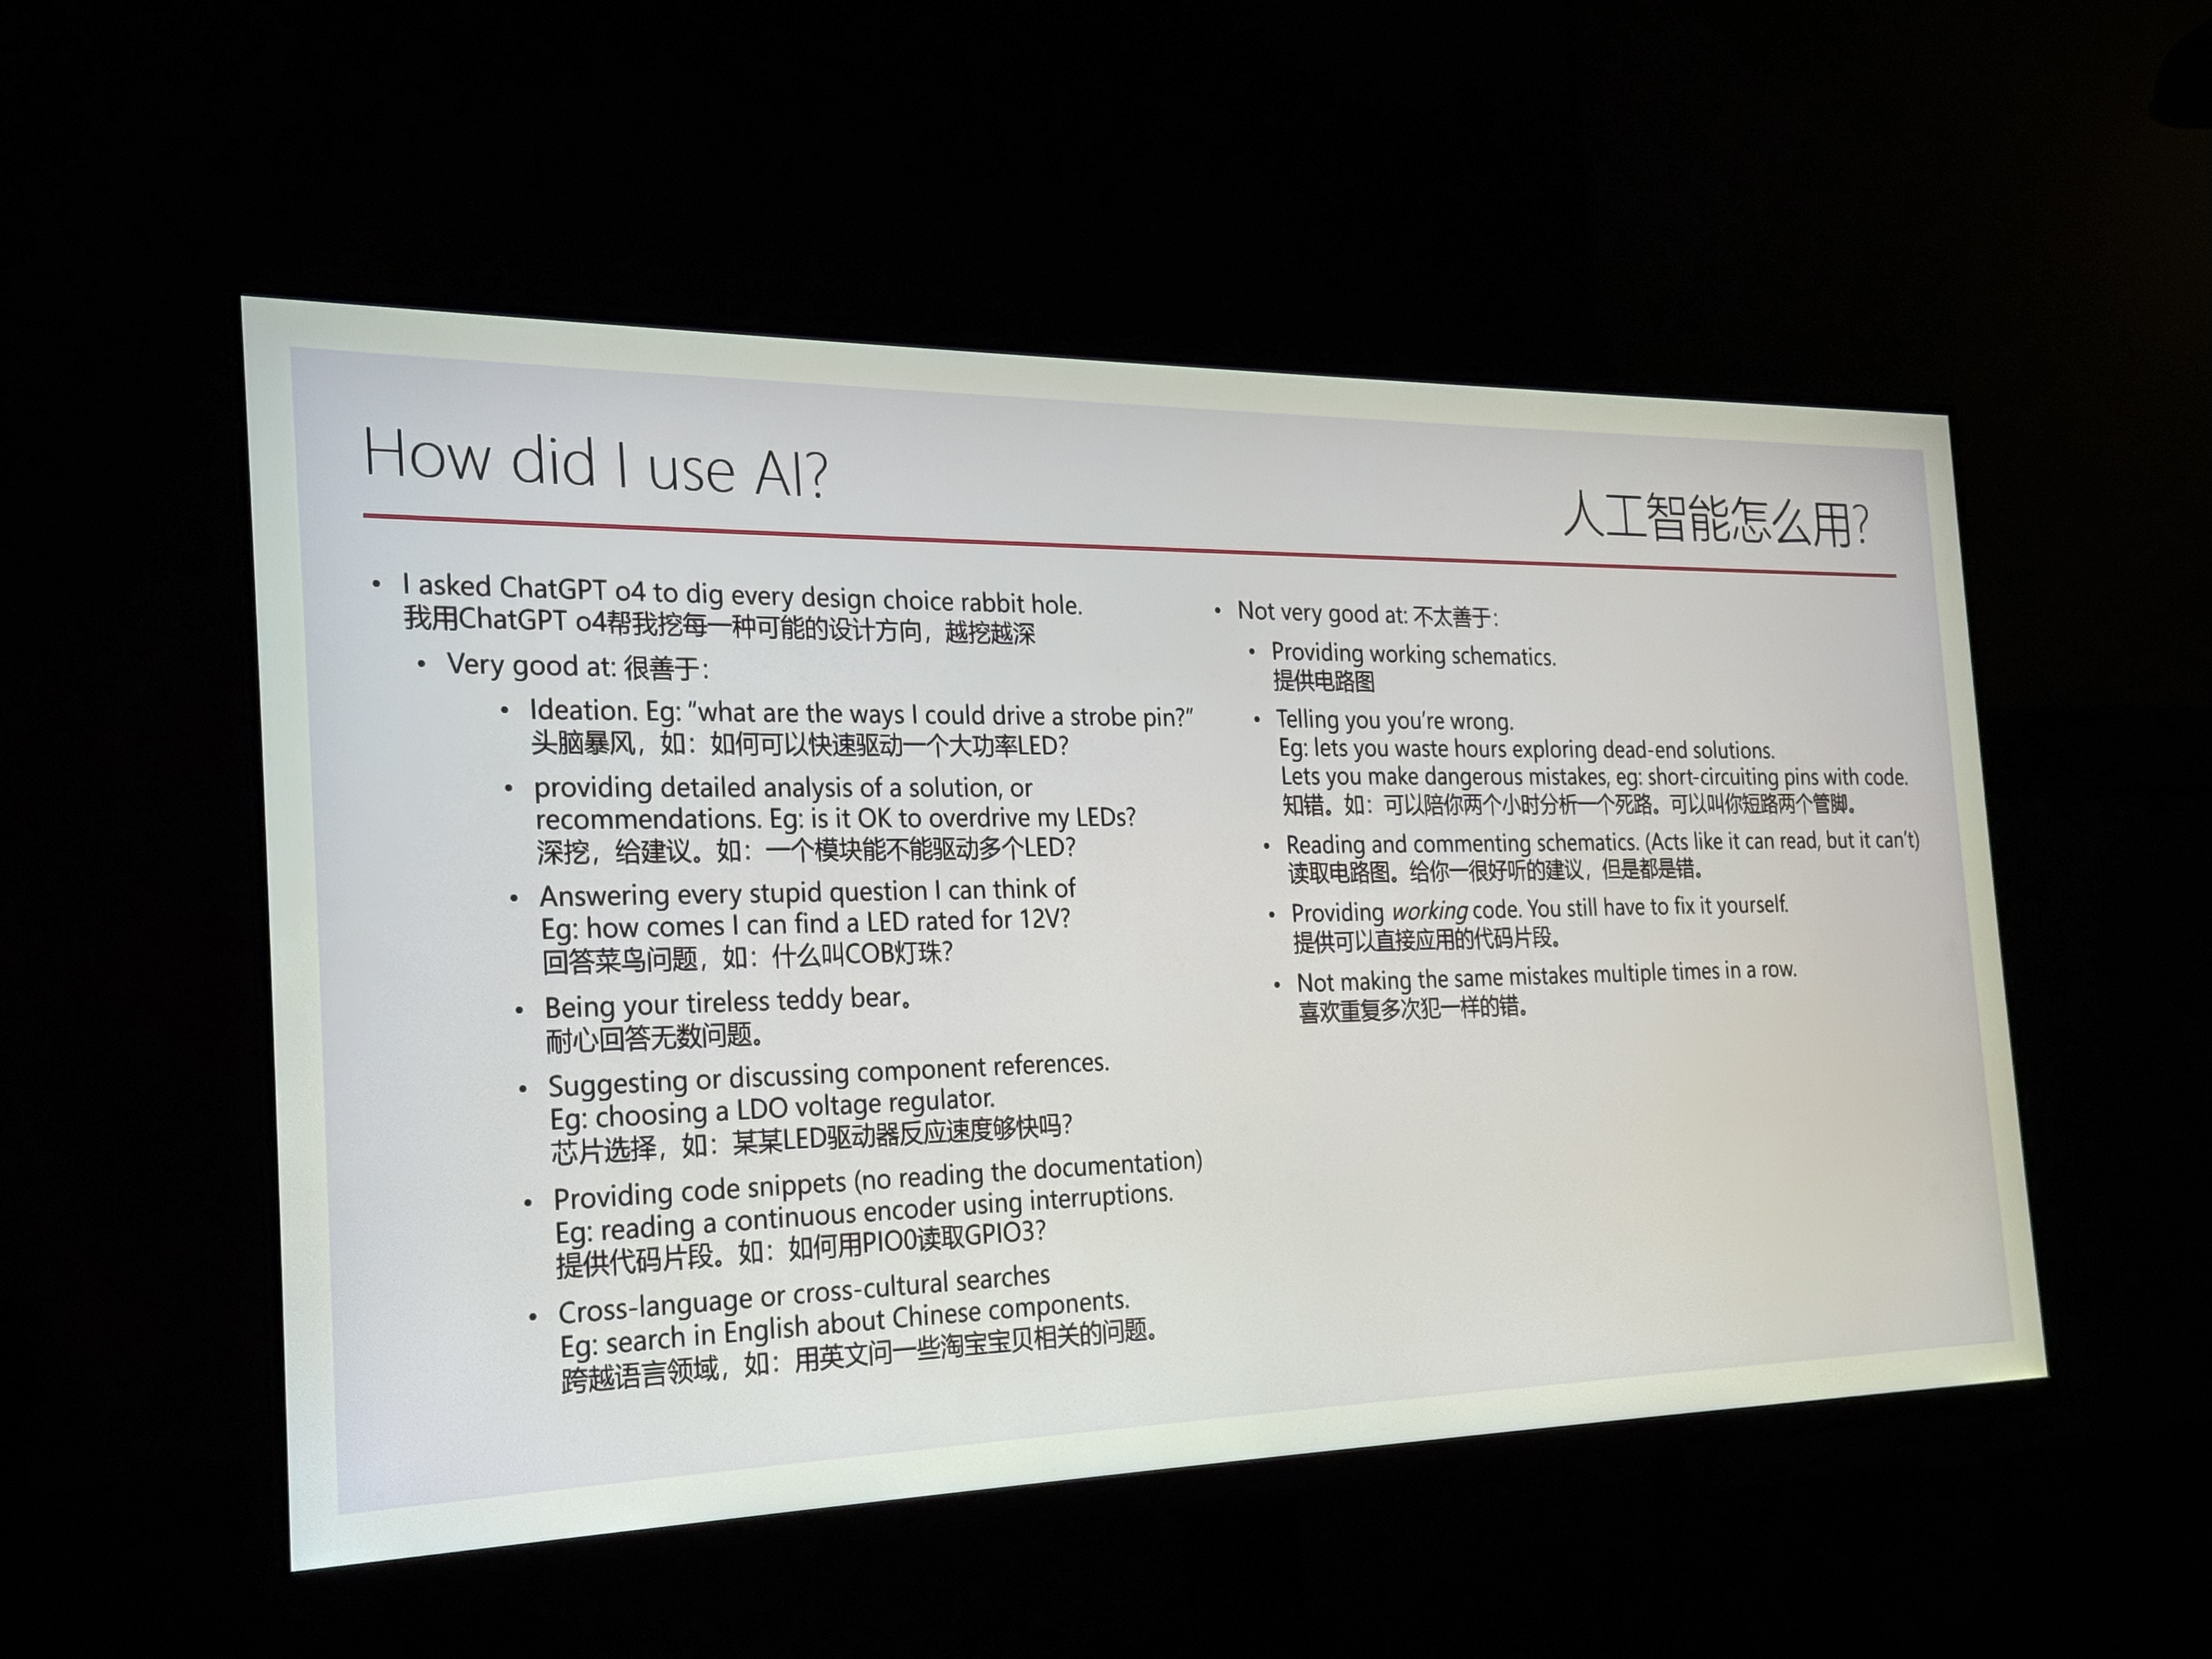 How did I use AI?
人工智能怎么用?
• I asked ChatGPT o4 to dig every design choice rabbit hole.
我用ChatGPT o4帮我挖每一种可能的设计方向，越挖越深
• Very good at: 很善于：
• Ideation. Eg: “what are the ways I could drive a strobe pin?”
头脑暴风，如：如何可以快速驱动一个大功率LED?
• providing detailed analysis of a solution, or
recommendations. Eg: is it OK to overdrive my LEDs?
深挖，给建议。如：一个模块能不能驱动多个LED?
• Answering every stupid question I can think of
Eg: how comes I can find a LED rated for 12V?
回答菜鸟问题，如：什么叫COB灯珠?
• Being your tireless teddy bear。
耐心回答无数问题。
• Suggesting or discussing component references.
Eg: choosing a LDO voltage regulator.
芯片选择，如：某某LED驱动器反应速度够快吗?
• Providing code snippets (no reading the documentation)
Eg: reading a continuous encoder using interruptions.
提供代码片段。如：如何用PIO0读取GPIO3?
• Cross-language or cross-cultural searches
Eg: search in English about Chinese components.
跨越语言领域，如：用英文问一些淘宝宝贝相关的问题。
• Not very good at: 不太善于：
• Providing working schematics.
提供电路图
• Telling you you’re wrong.
Eg: lets you waste hours exploring dead-end solutions.
Lets you make dangerous mistakes, eg: short-circuiting pins with code.
知错。如：可以陪你两个小时分析一个死路。可以叫你短路两个管脚。
• Reading and commenting schematics. (Acts like it can read, but it can’t)
读取电路图。给你一很好听的建议，但是都是错。
• Providing working code. You still have to fix it yourself.
提供可以直接应用的代码片段。
• Not making the same mistakes multiple times in a row.
喜欢重复多次犯一样的错。